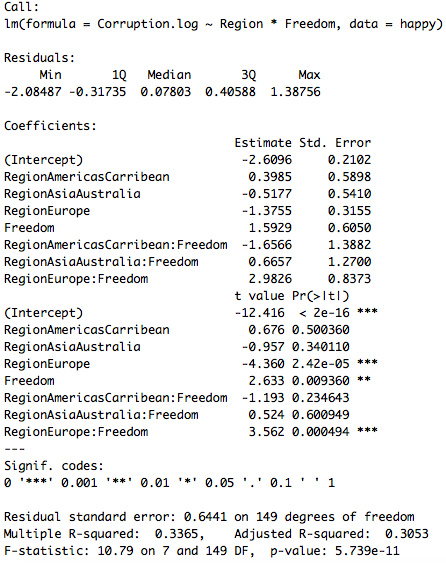 Call:
lm(formula = Corruption.log ~ Region * Freedom, data = happy)
Residuals:
Min 1Q Median 3Q Max
-2.08487 -0.31735 0.07803 0.40588 1.38756
Coefficients:
Estimate Std. Error
(Intercept) -2.6096 0.2102
RegionAmericasCarribean 0.3985 0.5898
RegionAsiaAustralia -0.5177 0.5410
RegionEurope -1.3755 0.3155
Freedom 1.5929 0.6050
RegionAmericasCarribean:Freedom -1.6566 1.3882
RegionAsiaAustralia:Freedom 0.6657 1.2700
RegionEurope:Freedom 2.9826 0.8373
t value Pr(>|t|)
(Intercept) -12.416 < 2e-16 ***
RegionAmericasCarribean 0.676 0.500360
RegionAsiaAustralia -0.957 0.340110
RegionEurope -4.360 2.42e-05 ***
Freedom 2.633 0.009360 **
RegionAmericasCarribean:Freedom -1.193 0.234643
RegionAsiaAustralia:Freedom 0.524 0.600949
RegionEurope:Freedom 3.562 0.000494 ***
---
Signif. codes:
0 '***' 0.001 '**' 0.01 '*' 0.05 '.' 0.1 ' ' 1
Residual standard error: 0.6441 on 149 degrees of freedom
Multiple R-squared: 0.3365, Adjusted R-squared: 0.3053
F-statistic: 10.79 on 7 and 149 DF, p-value: 5.739e-11